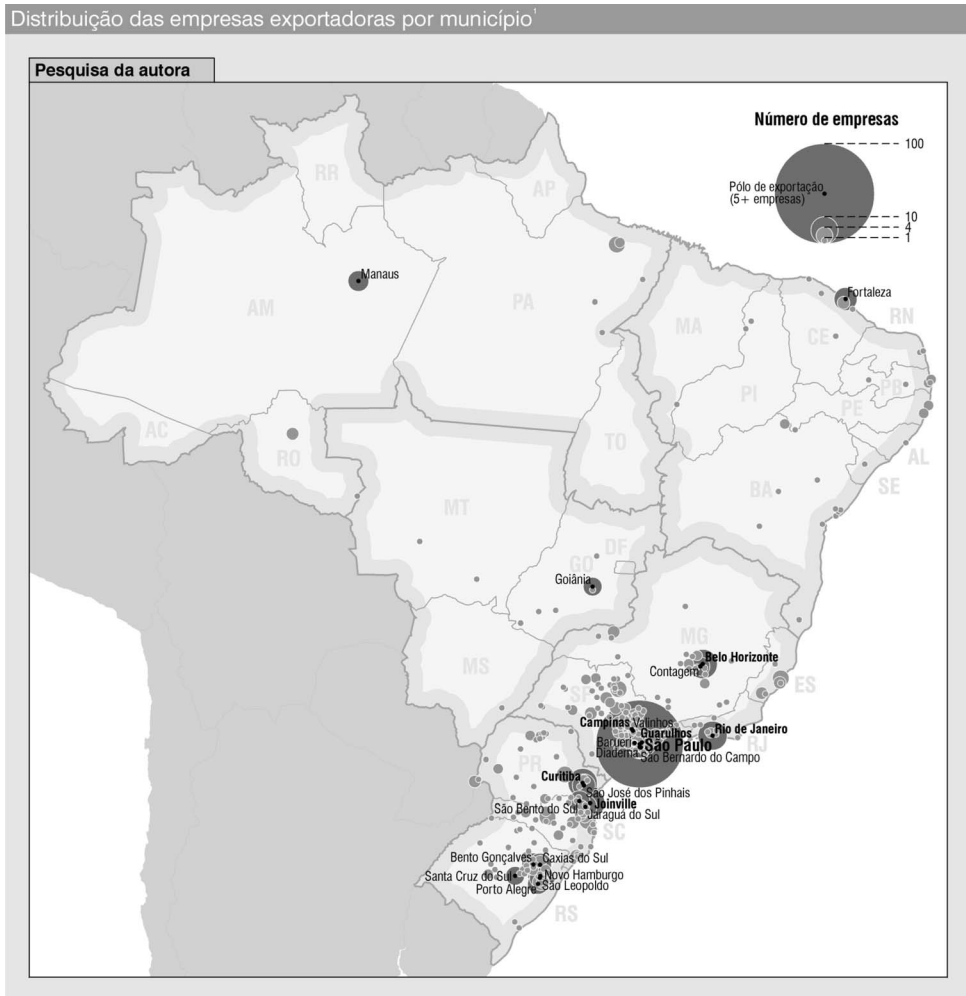 Distribuição das empresas exportadoras por município¹
Pesquisa da autora
Número de empresas
100
Pólo de exportação
(5+ empresas)
10
4
1
RR
AP
Manaus
Fortaleza
AM
PA
MA
CE
RN
PI
PB
PE
AC
RO
TO
AL
SE
BA
MT
DF
GO
Goiânia
MG
Belo Horizonte
Contagem
MS
ES
SP
Campinas
Valinhos
Rio de Janeiro
Guarulhos
Barueri
São Paulo
RJ
Diadema
São Bernardo do Campo
PR
Curitiba
São José dos Pinhais
São Bento do Sul
Joinville
Jaraguá do Sul
SC
Bento Gonçalves
Caxias do Sul
Santa Cruz do Sul
Novo Hamburgo
Porto Alegre
São Leopoldo
RS